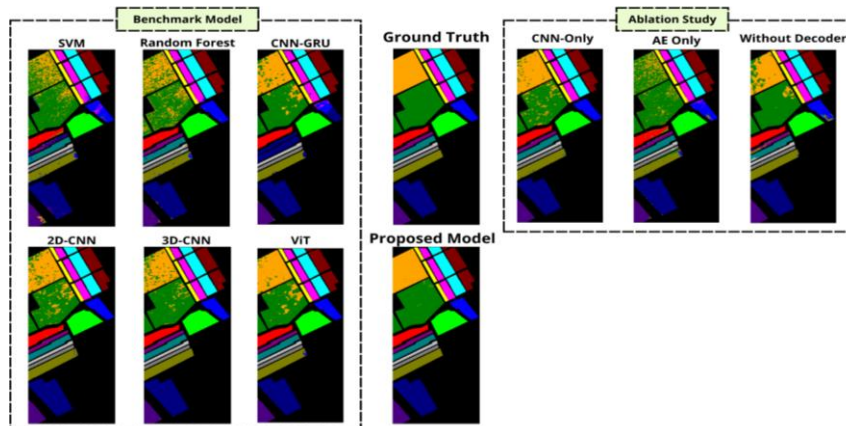 Benchmark Model
SVM
Random Forest
CNN-GRU
Ground Truth
Ablation Study
CNN-Only
AE Only
Without Decoder
2D-CNN
3D-CNN
ViT
Proposed Model